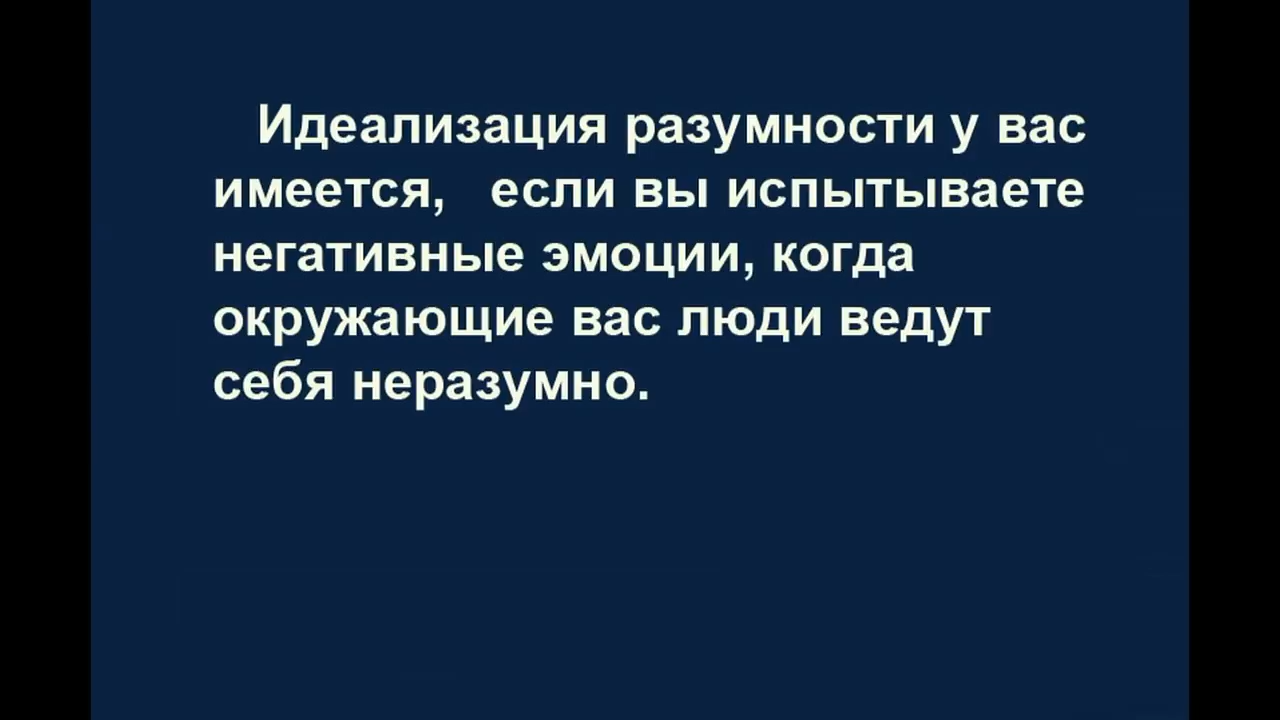 Идеализация разумности у вас
имеется, если вы испытываете
негативные эмоции, когда
окружающие вас люди ведут
себя неразумно.